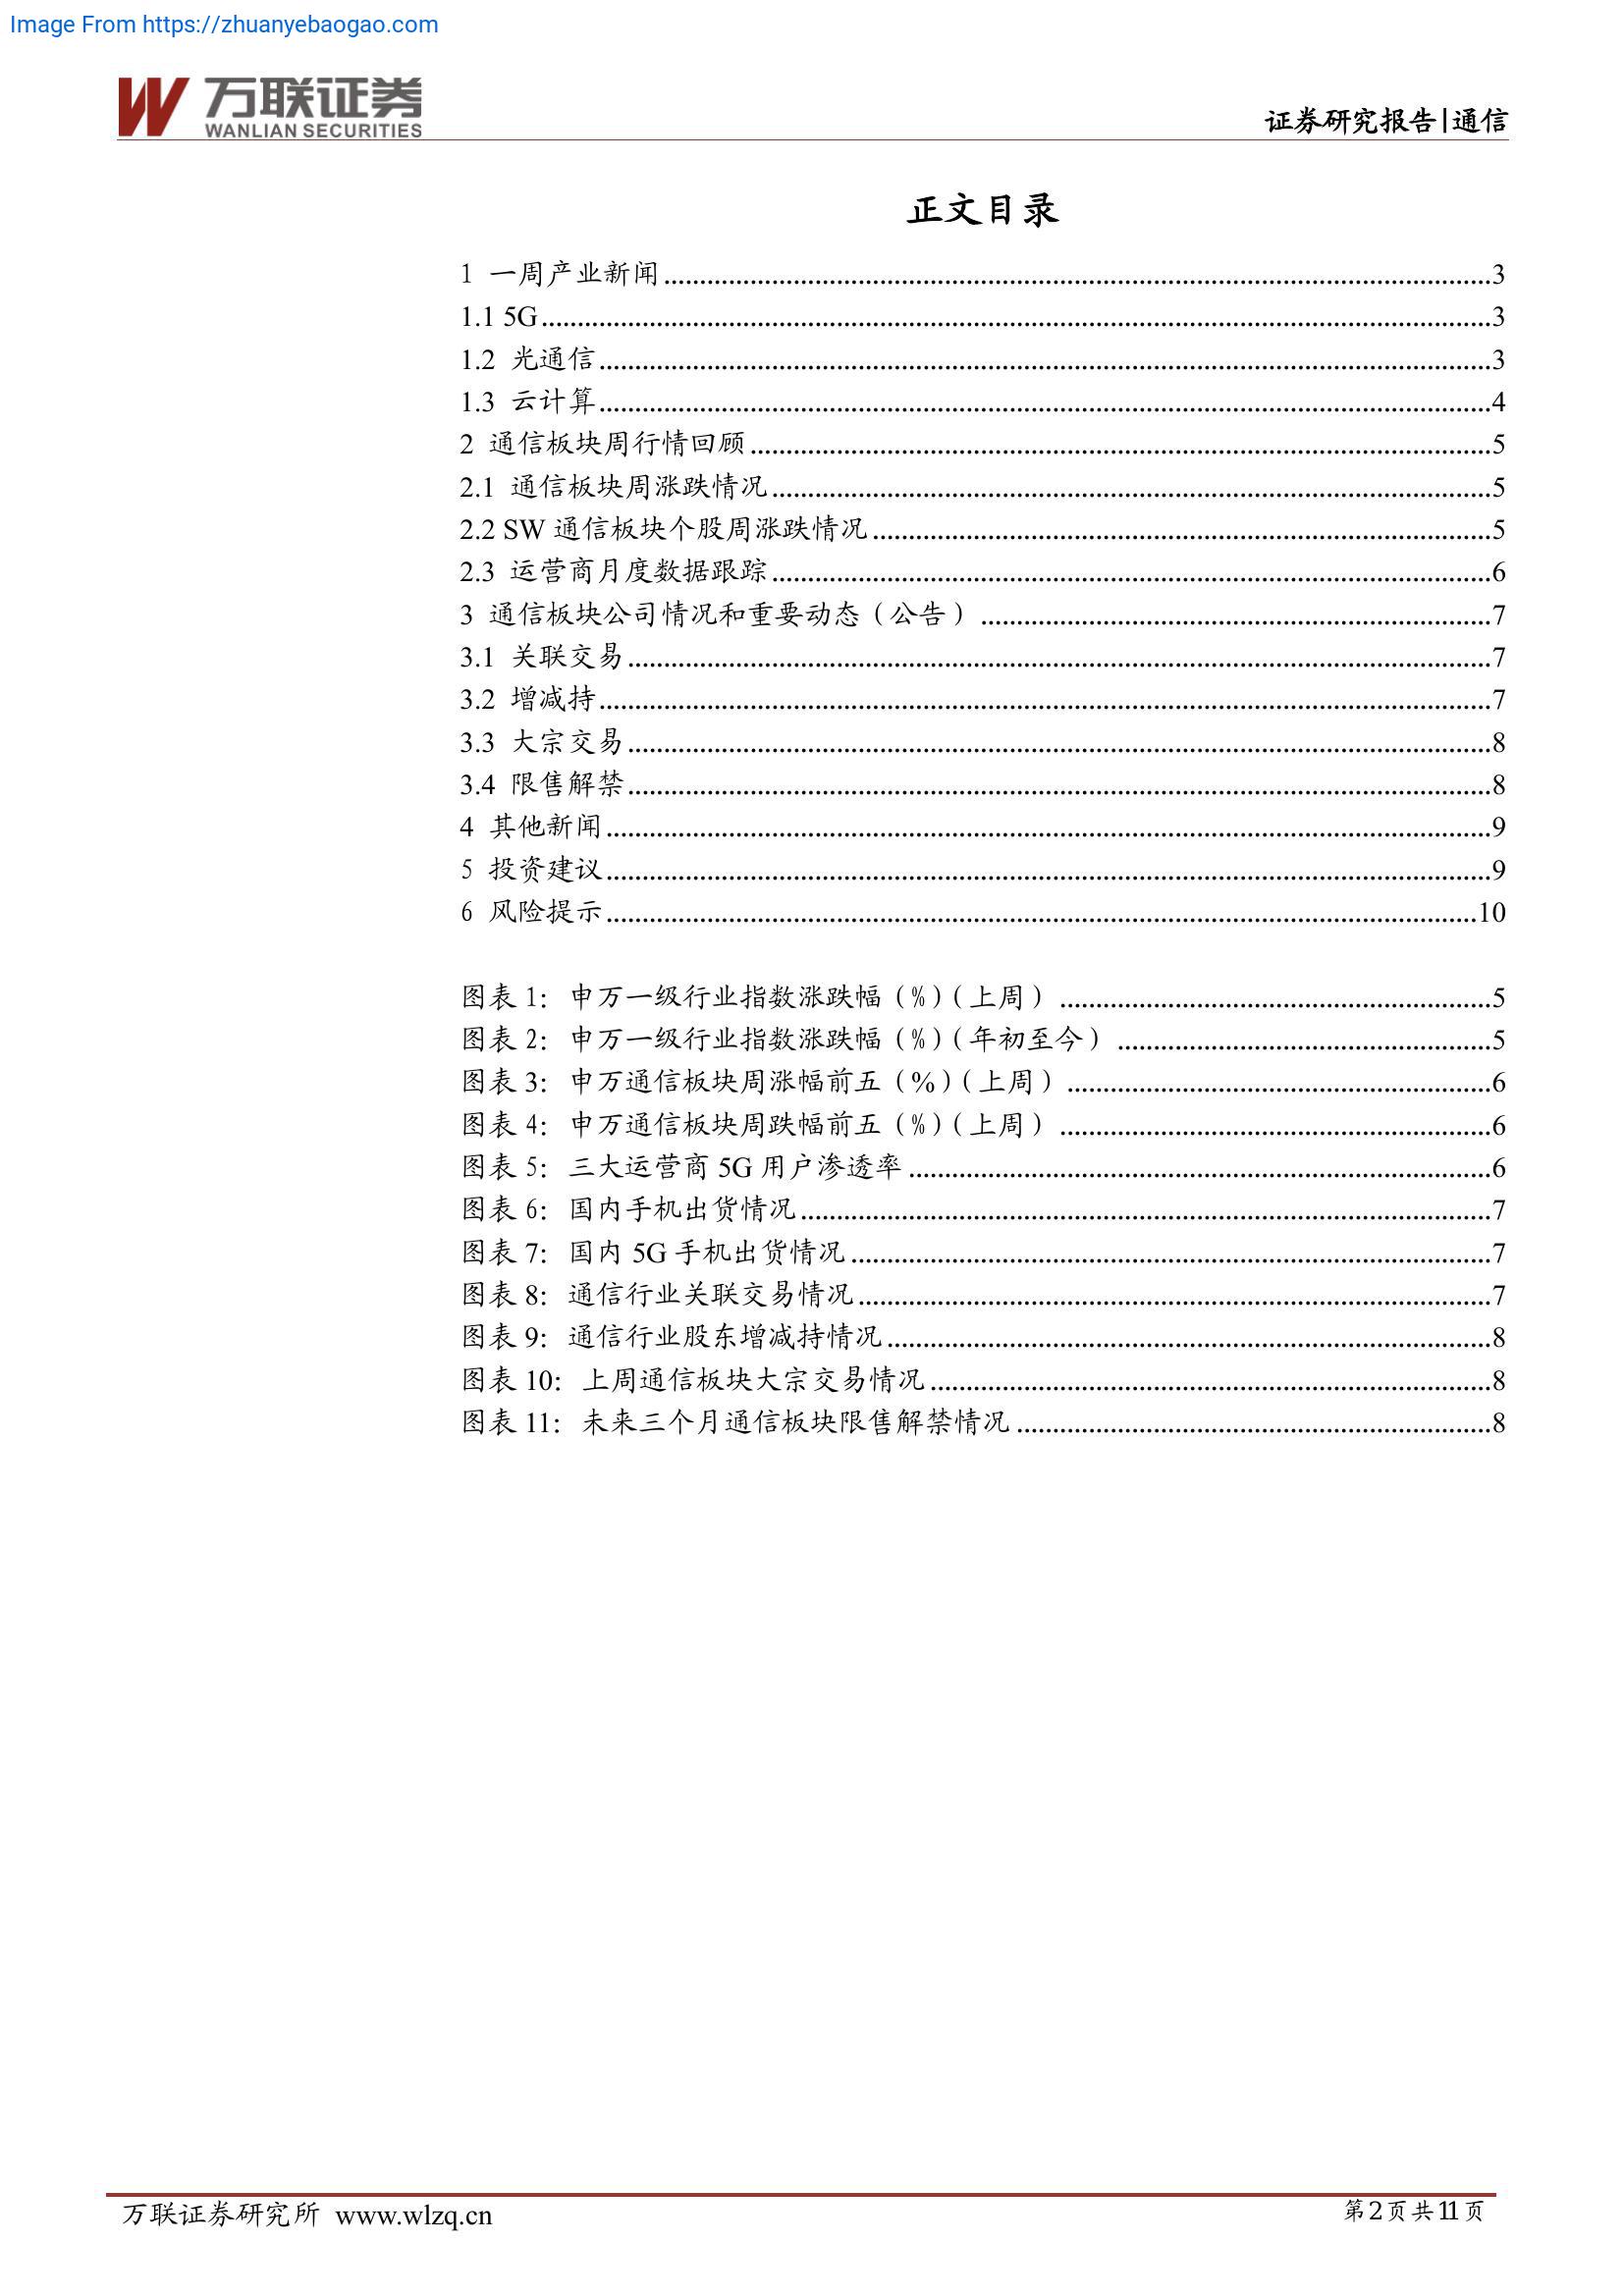 Image From https://zhuanyebaogao.com
万联证券
WANLIAN SECURITIES
证券研究报告|通信
正文目录
1 一周产业新闻....................3
1.1 5G....................3
1.2 光通信....................3
1.3 云计算....................4
2 通信板块周行情回顾....................5
2.1 通信板块周涨跌情况....................5
2.2 SW 通信板块个股周涨跌情况....................5
2.3 运营商月度数据跟踪....................6
3 通信板块公司情况和重要动态（公告）....................7
3.1 关联交易....................7
3.2 增减持....................7
3.3 大宗交易....................8
3.4 限售解禁....................8
4 其他新闻....................9
5 投资建议....................9
6 风险提示....................10
图表 1：申万一级行业指数涨跌幅（%）（上周）....................5
图表 2：申万一级行业指数涨跌幅（%）（年初至今）....................5
图表 3：申万通信板块周涨幅前五（%）（上周）....................6
图表 4：申万通信板块周跌幅前五（%）（上周）....................6
图表 5：三大运营商 5G 用户渗透率....................6
图表 6：国内手机出货情况....................7
图表 7：国内 5G 手机出货情况....................7
图表 8：通信行业关联交易情况....................7
图表 9：通信行业股东增减持情况....................8
图表 10：上周通信板块大宗交易情况....................8
图表 11：未来三个月通信板块限售解禁情况....................8
万联证券研究所 www.wlzq.cn
第2页共11页